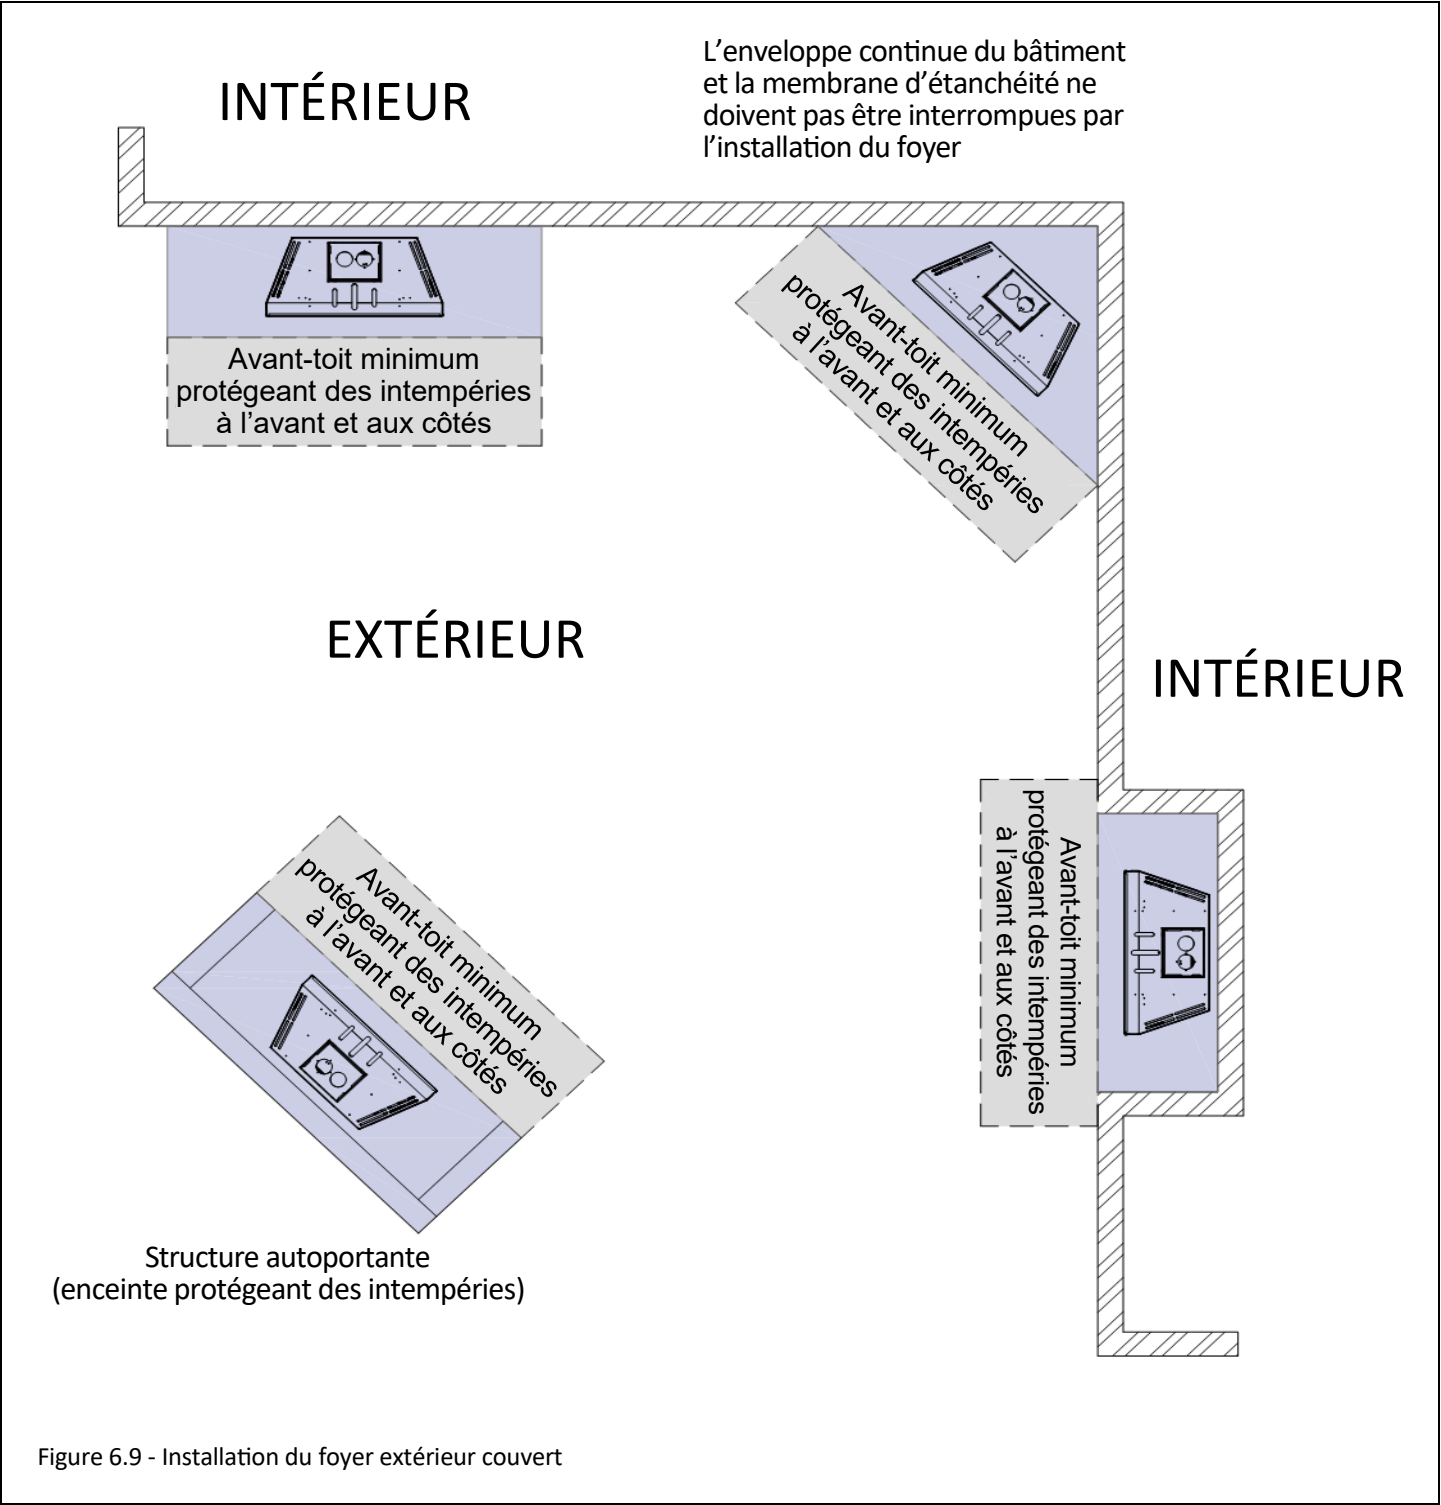 INTÉRIEUR
L’enveloppe continue du bâtiment
et la membrane d’étanchéité ne
doivent pas être interrompues par
l’installation du foyer
Avant-toit minimum
protégeant des intempéries
à l’avant et aux côtés
Avant-toit minimum
protégeant des intempéries
à l’avant et aux côtés
EXTÉRIEUR
INTÉRIEUR
Avant-toit minimum
protégeant des intempéries
à l’avant et aux côtés
Avant-toit minimum
protégeant des intempéries
à l’avant et aux côtés
Structure autoportante
(enceinte protégeant des intempéries)
Figure 6.9 - Installation du foyer extérieur couvert